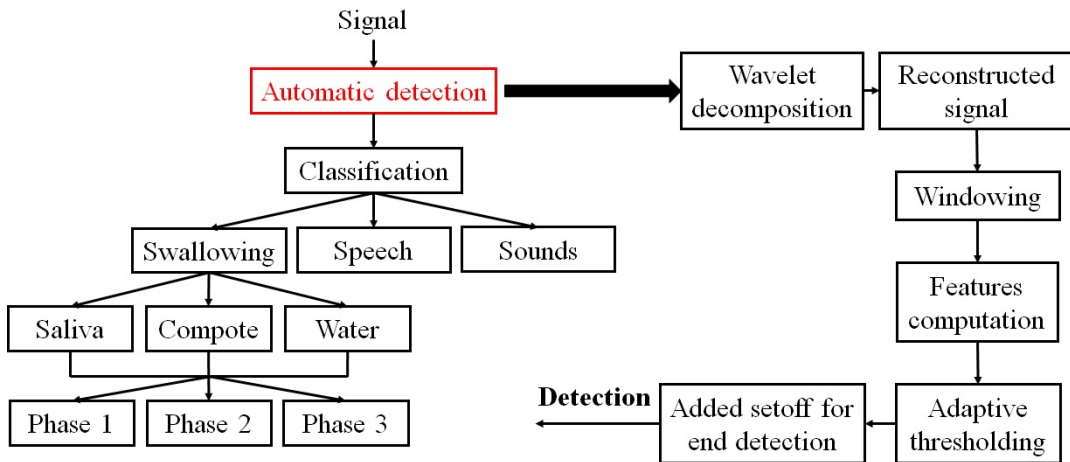 Signal
Automatic detection
Classification
Swallowing
Speech
Sounds
Saliva
Compote
Water
Phase 1
Phase 2
Phase 3
Wavelet
decomposition
Reconstructed
signal
Windowing
Features
computation
Adaptive
thresholding
Added setoff for
end detection
Detection